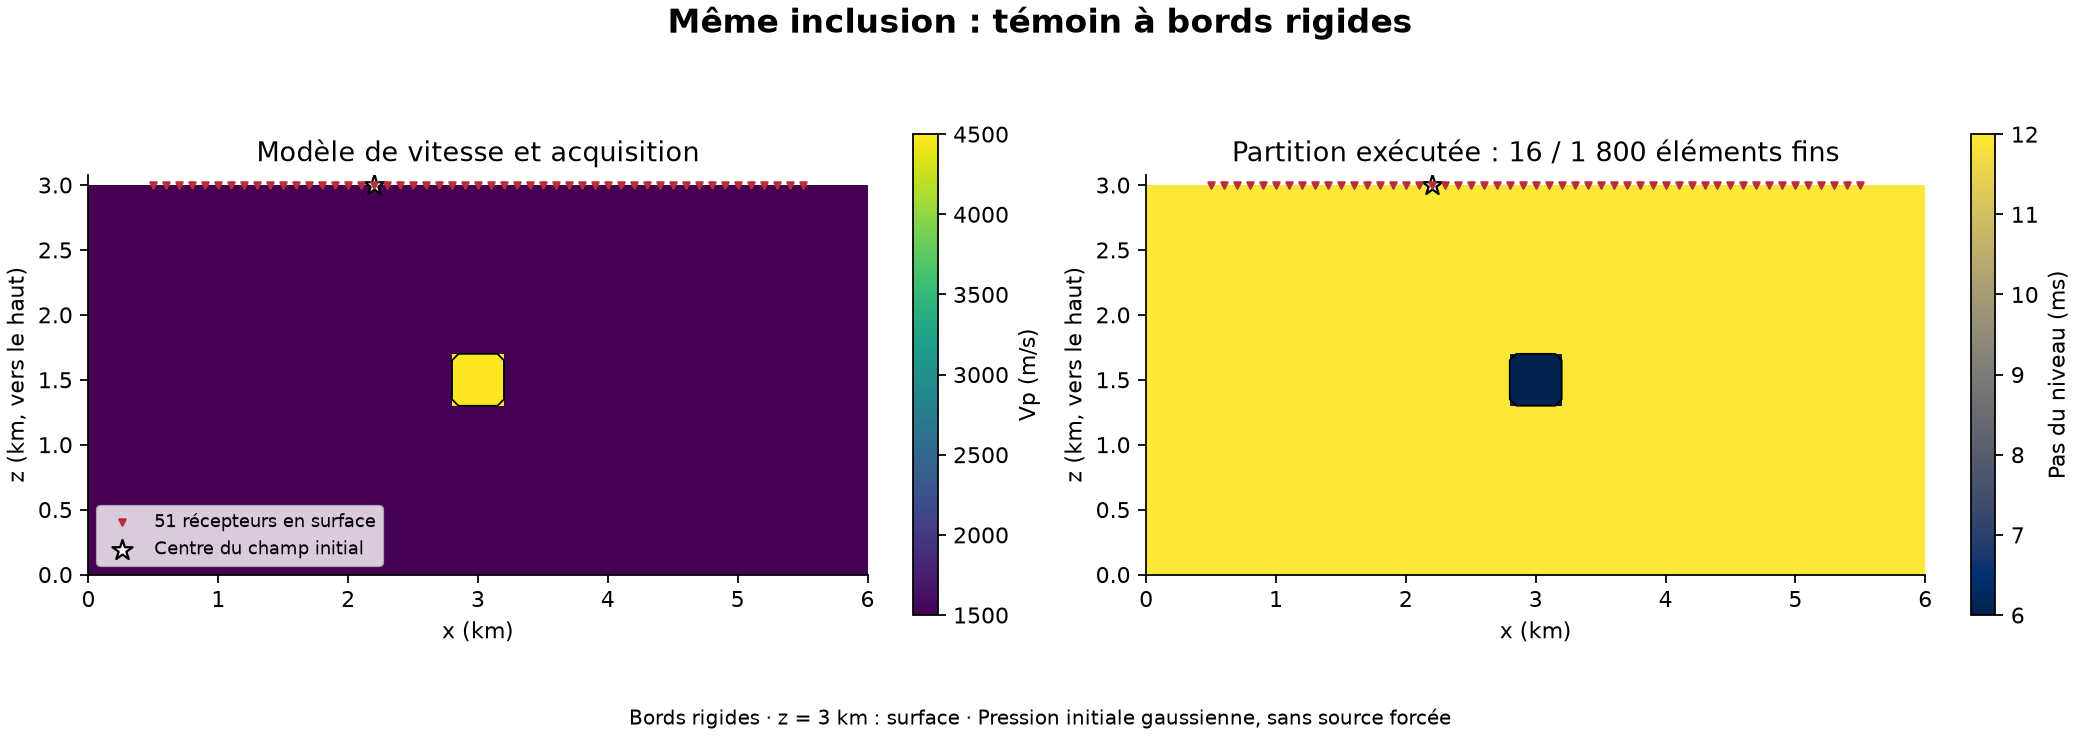 Même inclusion : témoin à bords rigides
Modèle de vitesse et acquisition
3.0
2.5
2.0
1.5
1.0
0.5
0.0
z (km, vers le haut)
51 récepteurs en surface
Centre du champ initial
0 1 2 3 4 5 6
x (km)
4500
4000
3500
3000
2500
2000
1500
Vp (m/s)
Partition exécutée : 16 / 1 800 éléments fins
3.0
2.5
2.0
1.5
1.0
0.5
0.0
z (km, vers le haut)
0 1 2 3 4 5 6
x (km)
12
11
10
9
8
7
6
Pas du niveau (ms)
Bords rigides · z = 3 km : surface · Pression initiale gaussienne, sans source forcée